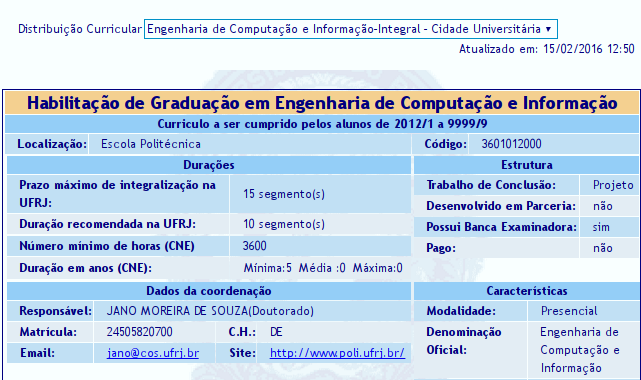 Distribuição Curricular Engenharia de Computação e Informação-Integral - Cidade Universitária
Atualizado em: 15/02/2016 12:50
Habilitação de Graduação em Engenharia de Computação e Informação
Curriculo a ser cumprido pelos alunos de 2012/1 a 9999/9
Localização: Escola Politécnica Código: 3601012000
Durações
Prazo máximo de integralização na UFRJ: 15 segmento(s)
Duração recomendada na UFRJ: 10 segmento(s)
Número mínimo de horas (CNE) 3600
Duração em anos (CNE): Mínima:5 Média :0 Máxima:0
Estrutura
Trabalho de Conclusão: Projeto
Desenvolvido em Parceria: não
Possui Banca Examinadora: sim
Pago: não
Dados da coordenação
Responsável: JANO MOREIRA DE SOUZA(Doutorado)
Matrícula: 24505820700 C.H.: DE
Email: jano@cos.ufrj.br Site: http://www.poli.ufrj.br/
Características
Modalidade: Presencial
Denominação Oficial: Engenharia de Computação e Informação